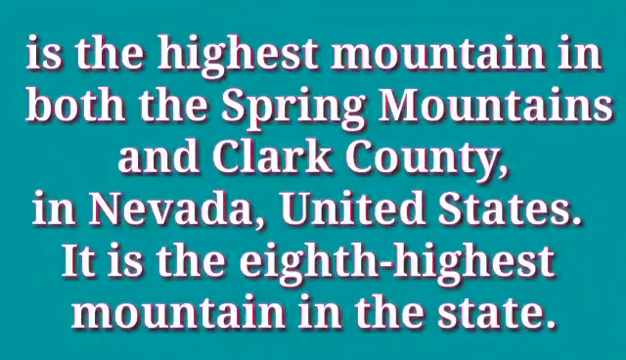 is the highest mountain in
both the Spring Mountains
and Clark County,
in Nevada, United States.
It is the eighth-highest
mountain in the state.